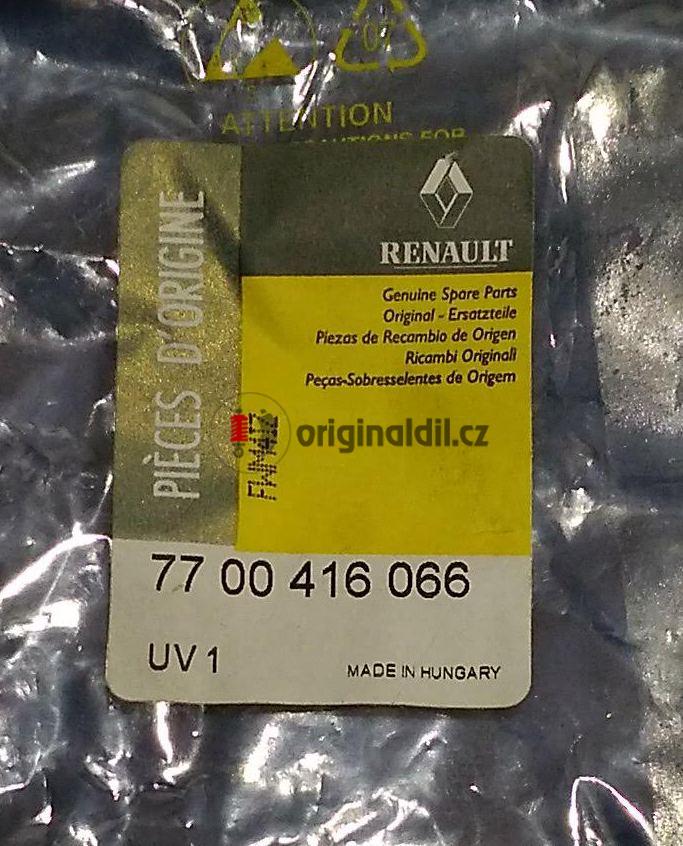 07
ATTENTION
PIÈCES D'ORIGINE
RENAULT
Genuine Spare Parts
Original - Ersatzteile
Piezas de Recambio de Origen
Ricambi Originali
Peças-Sobresselentes de Origem
originaldil.cz
77 00 416 066
UV 1
MADE IN HUNGARY